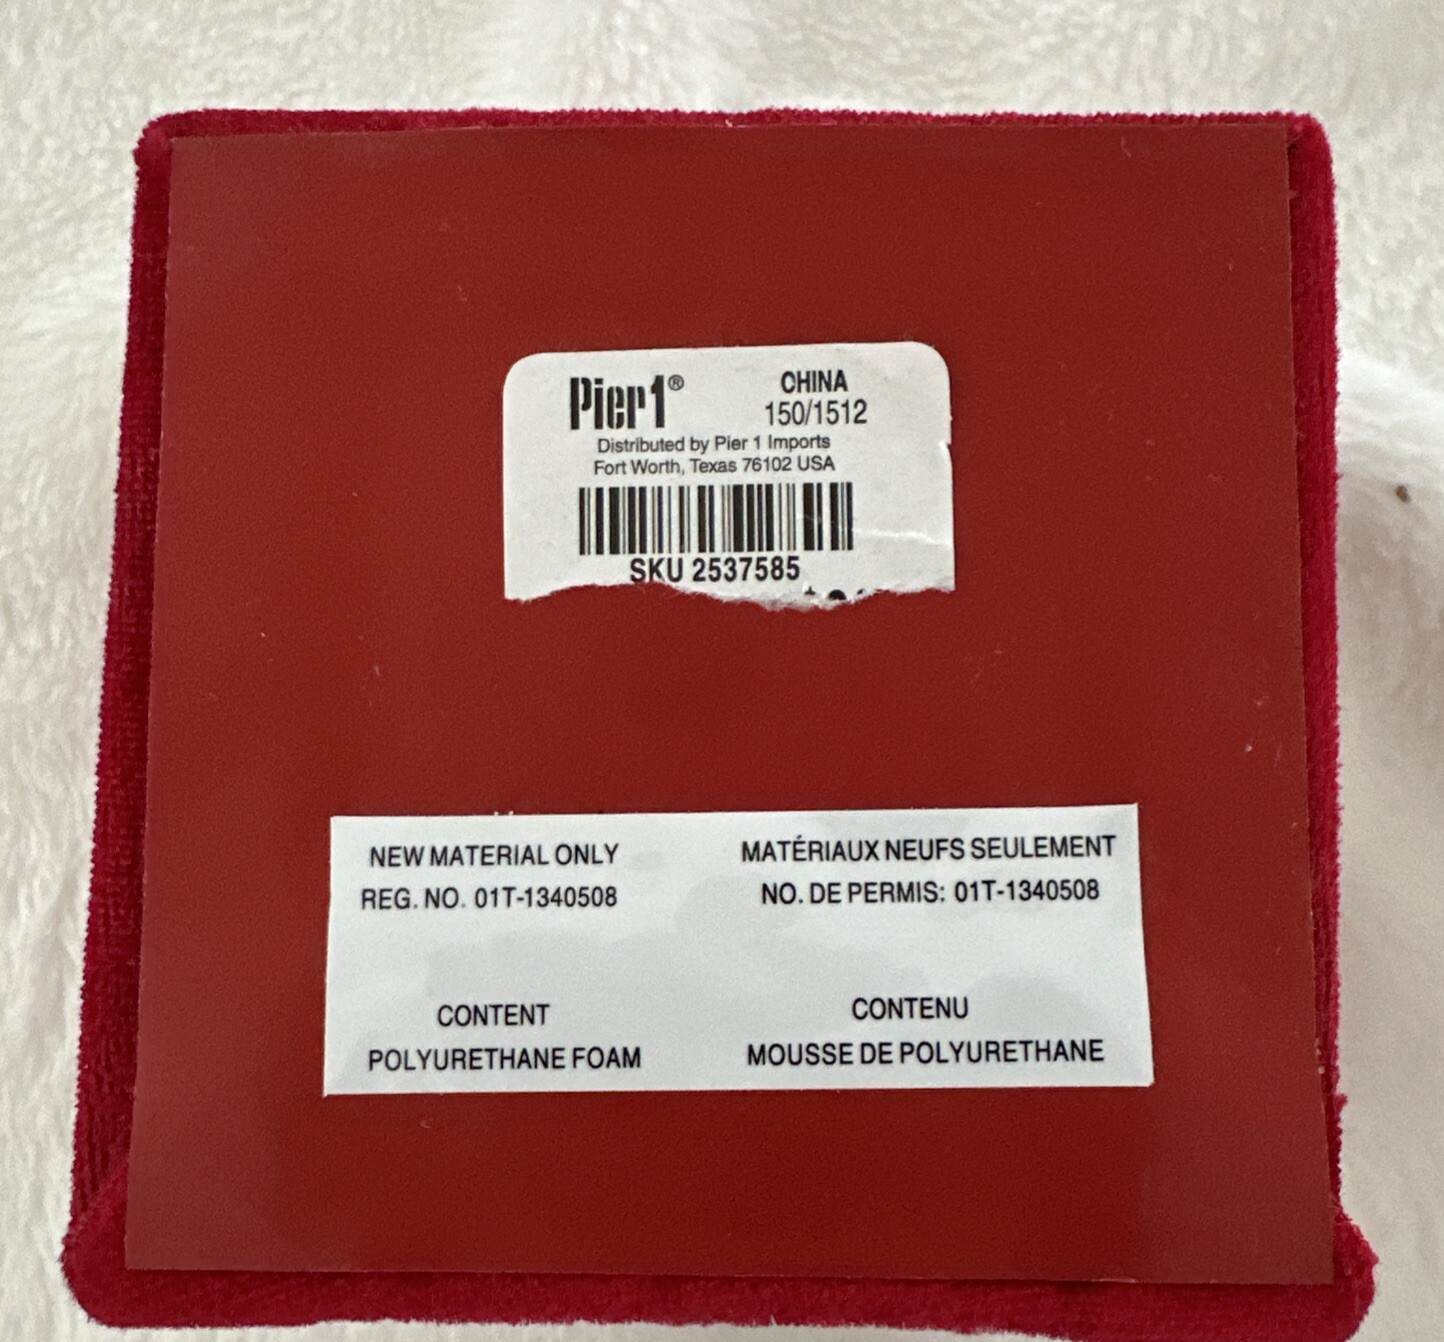 Pier1® CHINA
150/1512
Distributed by Pier 1 Imports
Fort Worth, Texas 76102 USA
SKU 2537585
NEW MATERIAL ONLY MATÉRIAUX NEUFS SEULEMENT
REG. NO. 01T-1340508 NO. DE PERMIS: 01T-1340508
CONTENT CONTENU
POLYURETHANE FOAM MOUSSE DE POLYURETHANE